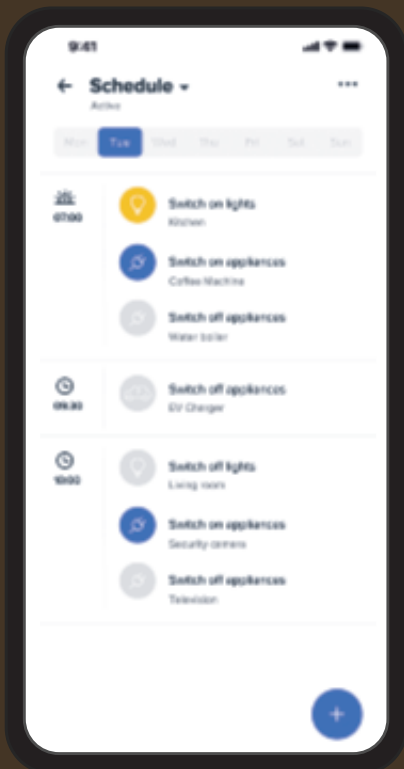 9:41
Schedule
Active
Mon Tue Wed Thu Fri Sat Sun
07:00
Switch on lights
Kitchen
Switch on appliances
Coffee Machine
Switch off appliances
Water boiler
09:30
Switch off appliances
EV Charger
10:00
Switch off lights
Living room
Switch on appliances
Security camera
Switch off appliances
Television